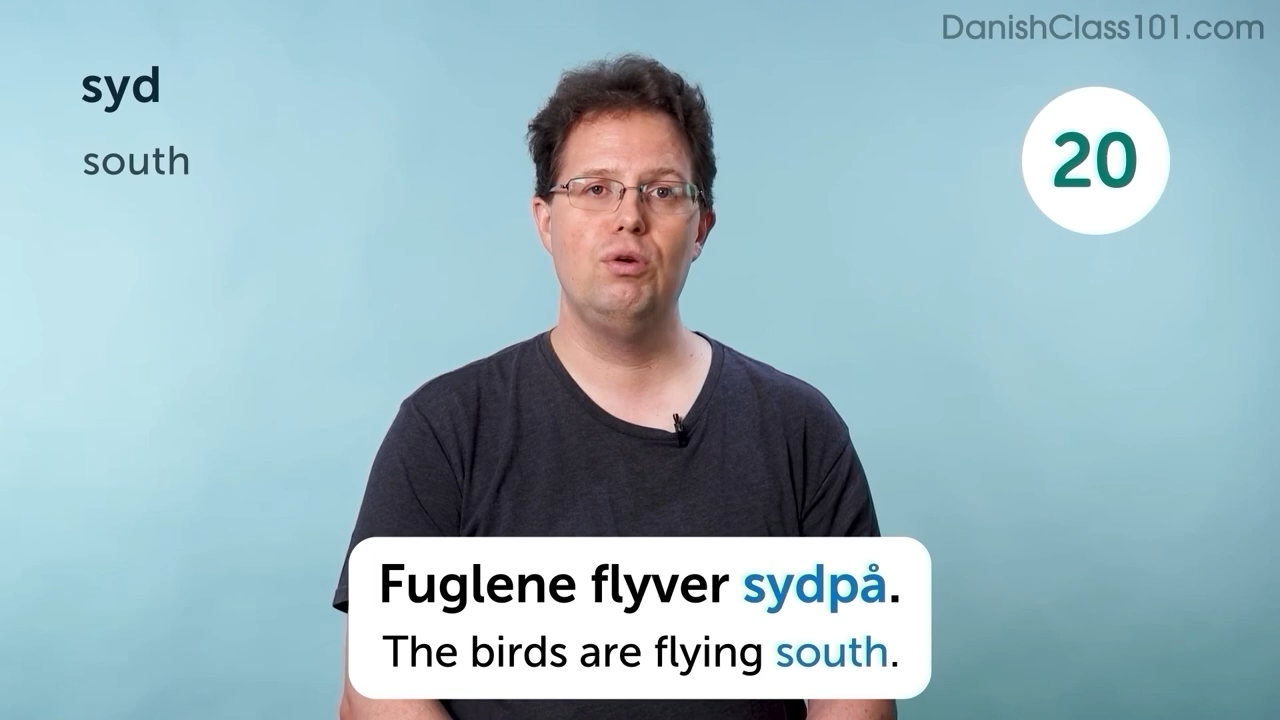 DanishClass101.com
syd
south
20
Fuglene flyver sydpå.
The birds are flying south.